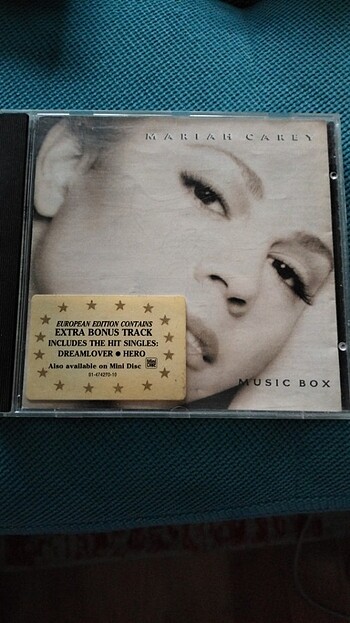 MARIAH CAREY
EUROPEAN EDITION CONTAINS
EXTRA BONUS TRACK
INCLUDES THE HIT SINGLES:
DREAMLOVER ● HERO
Also available on Mini Disc
MUSIC BOX